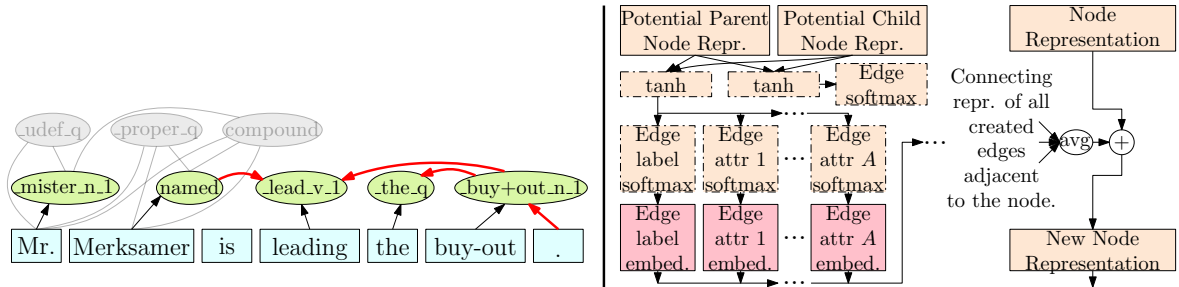 _udef_q _proper_q compound
_mister_n_1 named _lead_v_1 _the_q _buy+out_n_1
Mr. Merksamer is leading the buy-out .
Potential Parent
Node Repr.
Potential Child
Node Repr.
tanh
tanh
Edge
softmax
...
Edge
label
softmax
Edge
attr 1
softmax
...
Edge
attr A
softmax
Edge
label
embed.
Edge
attr 1
embed.
...
Edge
attr A
embed.
...
...
Node
Representation
Connecting
repr. of all
created
edges
adjacent
to the node.
avg
+
New Node
Representation